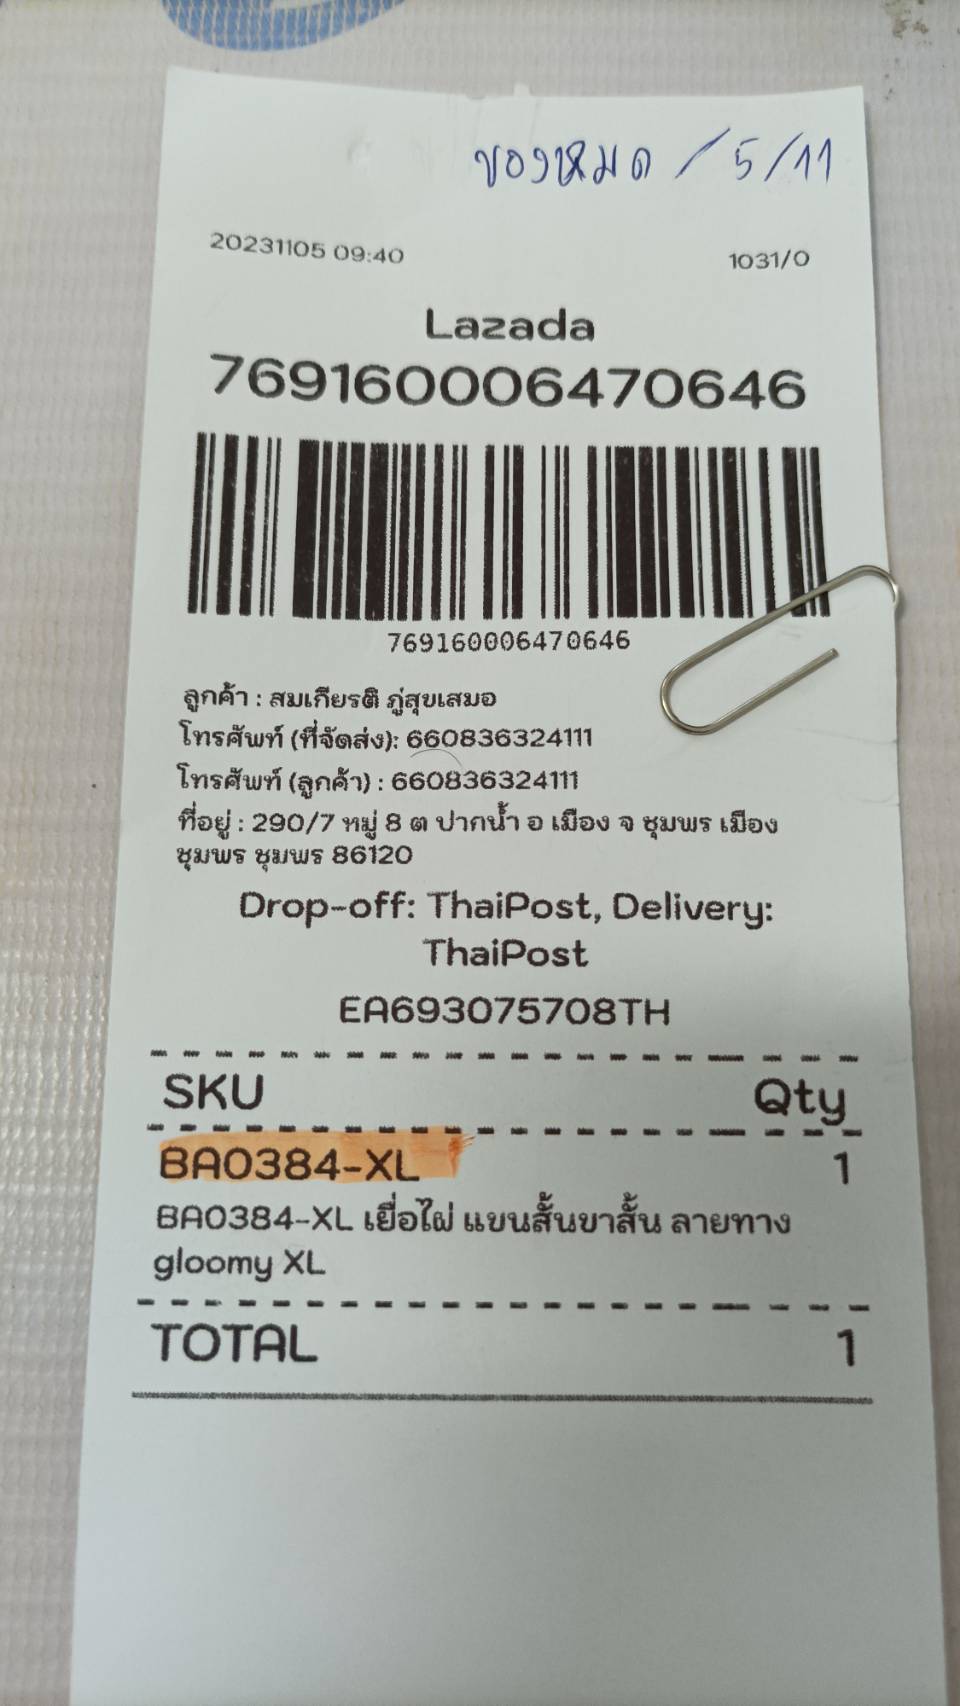 ของหมด / 5/11
20231105 09:40
1031/0
Lazada
769160006470646
769160006470646
ลูกค้า : สมเกียรติ ภู่สุขเสมอ
โทรศัพท์ (ที่จัดส่ง): 660836324111
โทรศัพท์ (ลูกค้า) : 660836324111
ที่อยู่ : 290/7 หมู่ 8 ต ปากน้ำ อ เมือง จ ชุมพร เมือง
ชุมพร ชุมพร 86120
Drop-off: ThaiPost, Delivery:
ThaiPost
EA693075708TH
SKU Qty
BA0384-XL 1
BA0384-XL เยื่อไผ่ แขนสั้นขาสั้น ลายทาง
gloomy XL
TOTAL 1